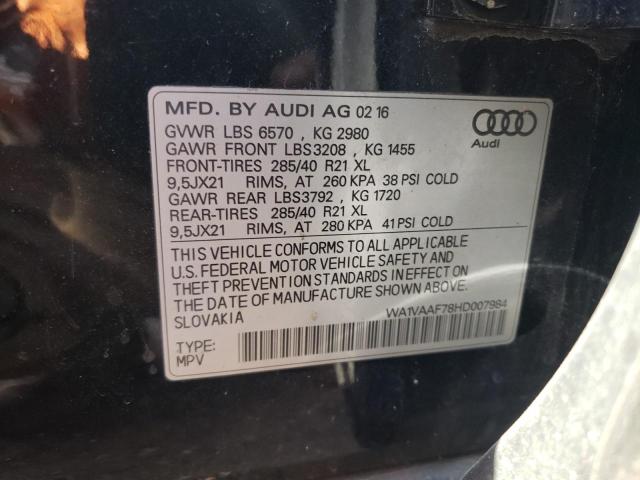 MFD. BY AUDI AG 02 16
GVWR LBS 6570 , KG 2980
GAWR FRONT LBS3208 , KG 1455
FRONT-TIRES 285/40 R21 XL
9,5JX21 RIMS, AT 260 KPA 38 PSI COLD
GAWR REAR LBS3792 , KG 1720
REAR-TIRES 285/40 R21 XL
9,5JX21 RIMS, AT 280 KPA 41 PSI COLD
Audi
THIS VEHICLE CONFORMS TO ALL APPLICABLE
U.S. FEDERAL MOTOR VEHICLE SAFETY AND
THEFT PREVENTION STANDARDS IN EFFECT ON
THE DATE OF MANUFACTURE SHOWN ABOVE.
SLOVAKIA
WA1VAAF78HD007984
TYPE:
MPV